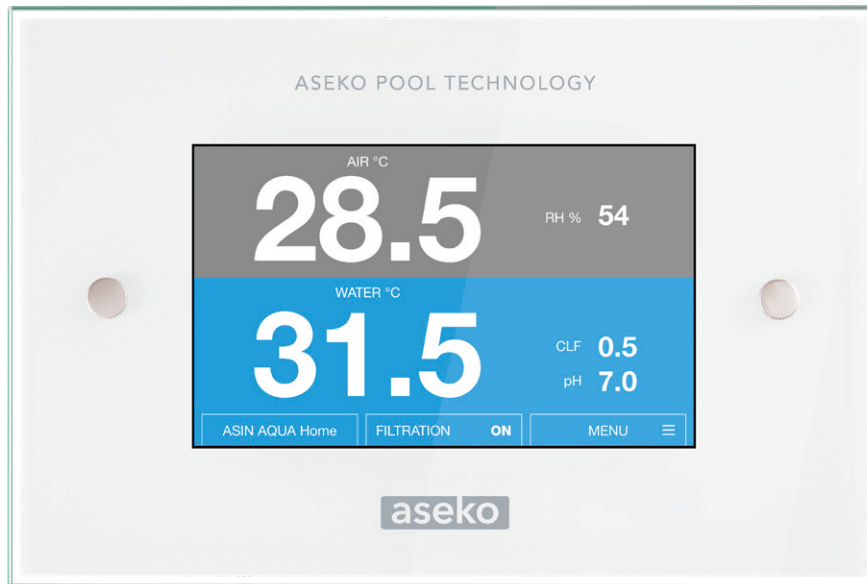 ASEKO POOL TECHNOLOGY
AIR °C
28.5
RH % 54
WATER °C
31.5
CLF 0.5
pH 7.0
ASIN AQUA Home FILTRATION ON MENU
aseko